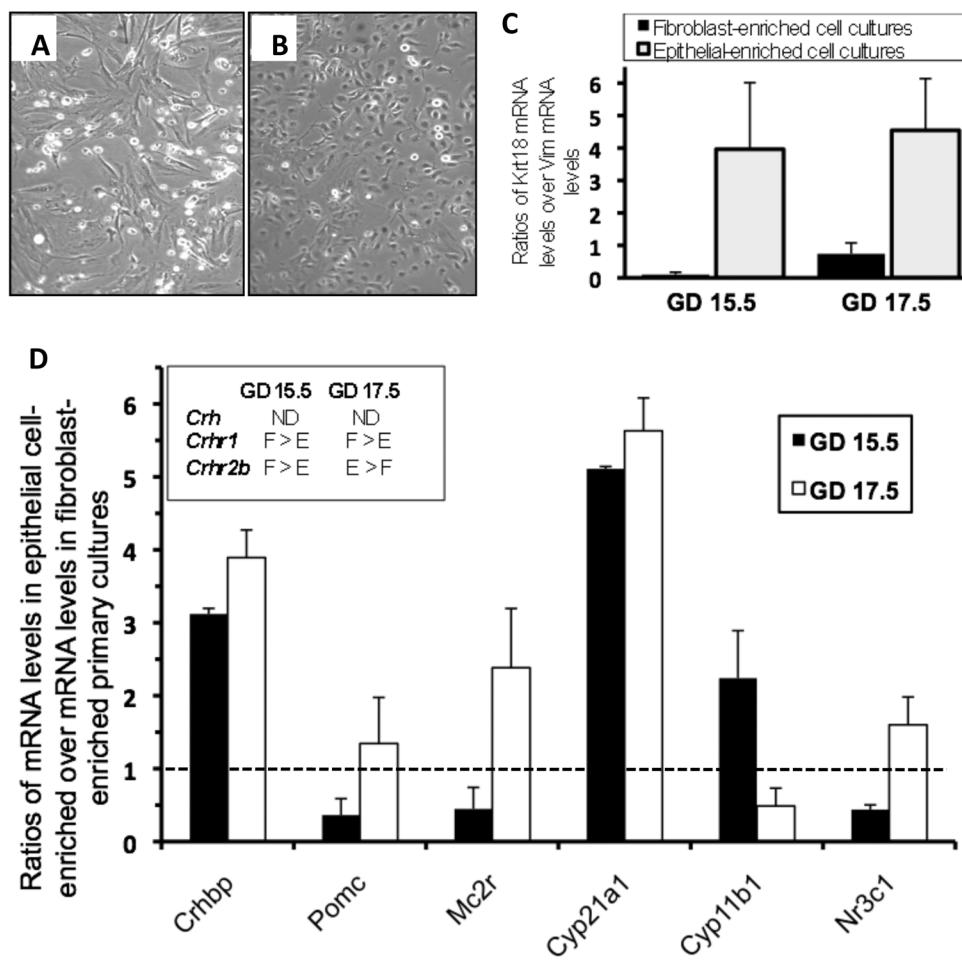 A
B
C
Fibroblast-enriched cell cultures
Epithelial-enriched cell cultures
Ratios of Krt18 mRNA
levels over Vim mRNA
levels
6
5
4
3
2
1
0
GD 15.5
GD 17.5
D
Ratios of mRNA levels in epithelial cell-
enriched over mRNA levels in fibroblast-
enriched primary cultures
6
5
4
3
2
1
0
GD 15.5 GD 17.5
Crh ND ND
Crhr1 F > E F > E
Crhr2b F > E E > F
GD 15.5
GD 17.5
Crhbp
Pomc
Mc2r
Cyp21a1
Cyp11b1
Nr3c1